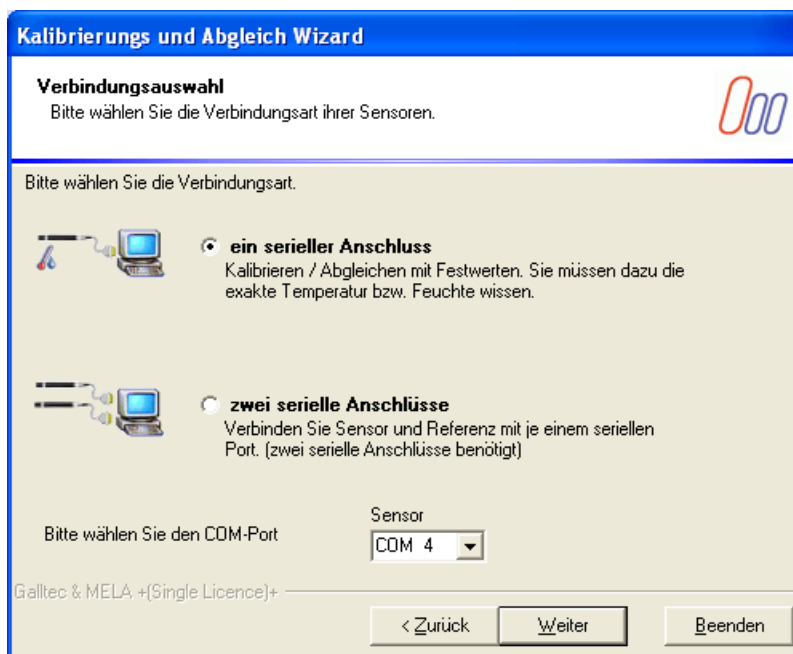 Kalibrierungs und Abgleich Wizard
Verbindungsauswahl
Bitte wählen Sie die Verbindungsart ihrer Sensoren.
Bitte wählen Sie die Verbindungsart.
ein serieller Anschluss
Kalibrieren / Abgleichen mit Festwerten. Sie müssen dazu die
exakte Temperatur bzw. Feuchte wissen.
zwei serielle Anschlüsse
Verbinden Sie Sensor und Referenz mit je einem seriellen
Port. (zwei serielle Anschlüsse benötigt)
Sensor
Bitte wählen Sie den COM-Port
COM 4
Galltec & MELA +(Single Licence)+
< Zurück
Weiter
Beenden